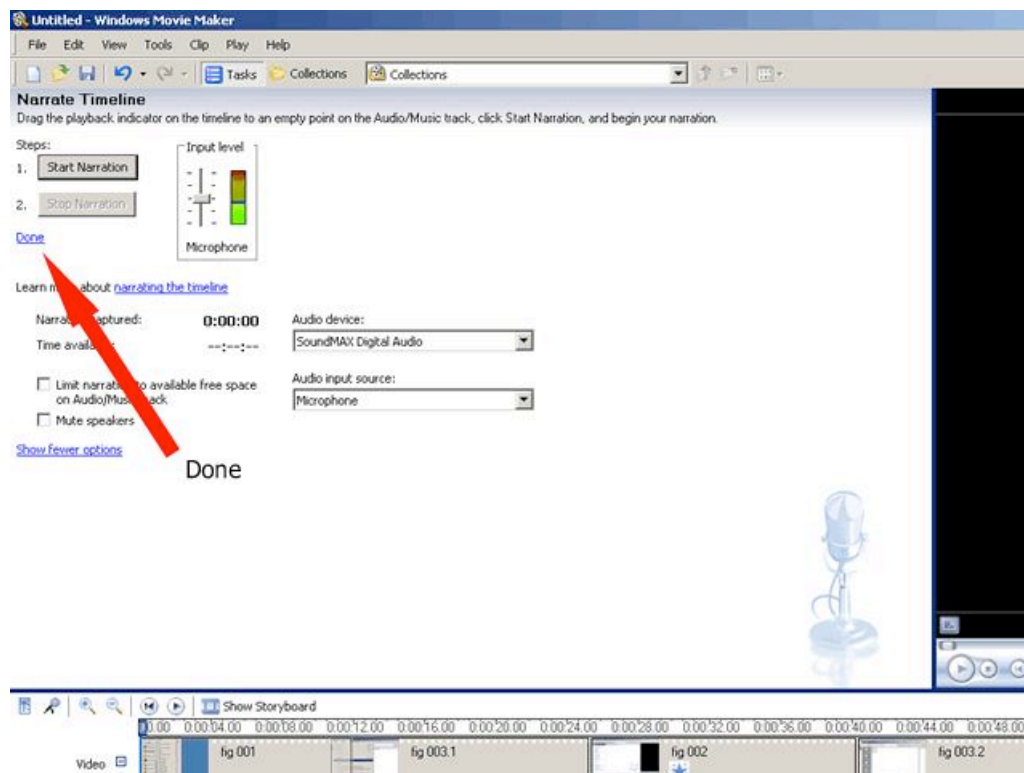 Untitled - Windows Movie Maker
File Edit View Tools Clip Play Help
Tasks Collections Collections
Narrate Timeline
Drag the playback indicator on the timeline to an empty point on the Audio/Music track, click Start Narration, and begin your narration.
Steps:
Input level
1. Start Narration
2. Stop Narration
Done
Microphone
Learn about narrating the timeline
captured: 0:00:00
Audio device:
Time --:--:--
SoundMAX Digital Audio
Limit to available free space
on track
Audio input source:
Microphone
Mute speakers
Show fewer options
Done
Show Storyboard
0.00 0:00:04.00 0:00:08.00 0:00:12.00 0:00:16.00 0:00:20.00 0:00:24.00 0:00:28.00 0:00:32.00 0:00:36.00 0:00:40.00 0:00:44.00 0:00:48.00
Video
fig 001 fig 003.1 fig 002 fig 003.2